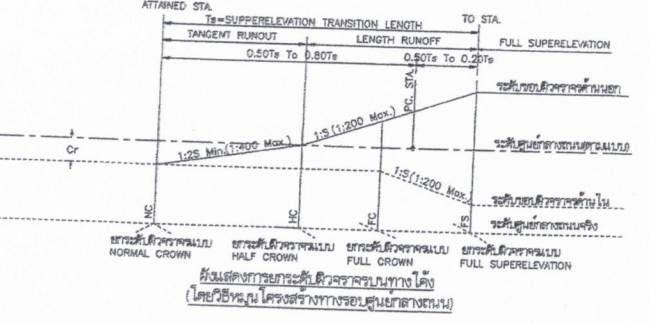 ATTAINED STA.
Ts=SUPPERELEVATION TRANSITION LENGTH
TO STA.
TANGENT RUNOUT
LENGTH RUNOFF
FULL SUPERELEVATION
0.50Ts To 0.80Ts
0.50Ts To 0.20Ts
PC. STA.
ระดับขอบผิวจราจรด้านนอก
1:S (1:200 Max.)
1:2S Min.(1:400 Max.)
Cr
ระดับศูนย์กลางถนน(ตามแบบ)
1:S(1:200 Max.)
ระดับขอบผิวจราจรด้านใน
NC
HC
FC
FS
ระดับศูนย์กลางถนนจริง
ยกระดับผิวจราจรแบบ
NORMAL CROWN
ยกระดับผิวจราจรแบบ
HALF CROWN
ยกระดับผิวจราจรแบบ
FULL CROWN
ยกระดับผิวจราจรแบบ
FULL SUPERELEVATION
ผังแสดงการยกระดับผิวจราจรบนทางโค้ง
(โดยวิธีหมุนโครงสร้างทางรอบศูนย์กลางถนน)